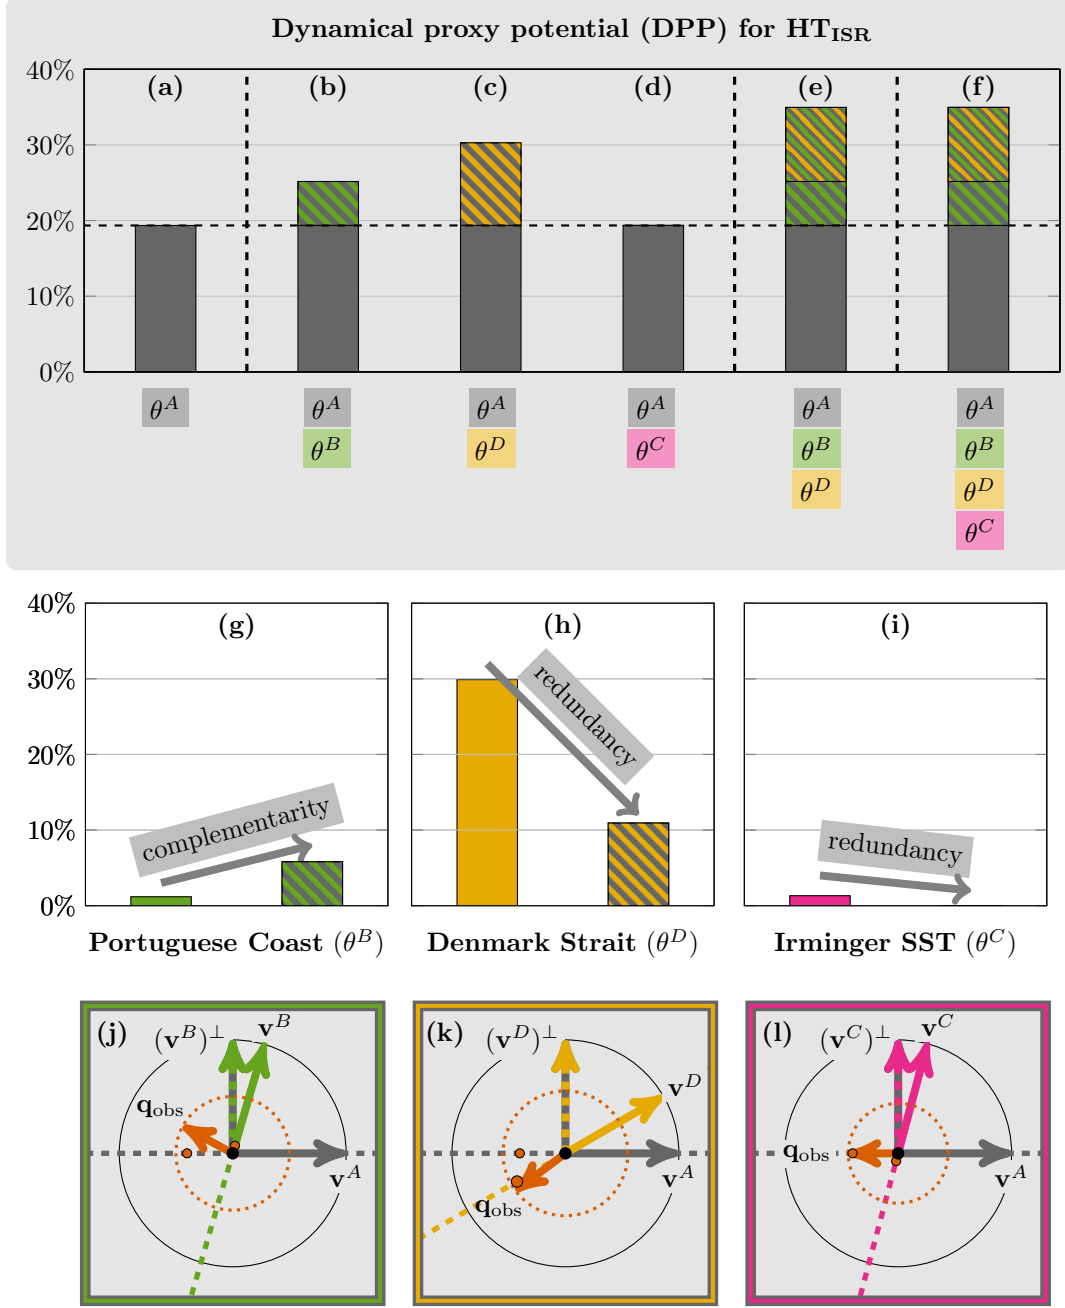 Dynamical proxy potential (DPP) for HT_ISR
40%
(a) (b) (c) (d) (e) (f)
30%
20%
10%
0%
θ^A θ^A θ^A θ^A θ^A θ^A
θ^B θ^D θ^C θ^B θ^B
θ^D θ^D
θ^C
40%
(g) (h) (i)
30%
redundancy
20%
complementarity
10%
redundancy
0%
Portuguese Coast (θ^B) Denmark Strait (θ^D) Irminger SST (θ^C)
(j) (v^B)^⊥ v^B (k) (v^D)^⊥ (l) (v^C)^⊥ v^C
v^D
q_obs
q_obs
v^A v^A v^A
q_obs